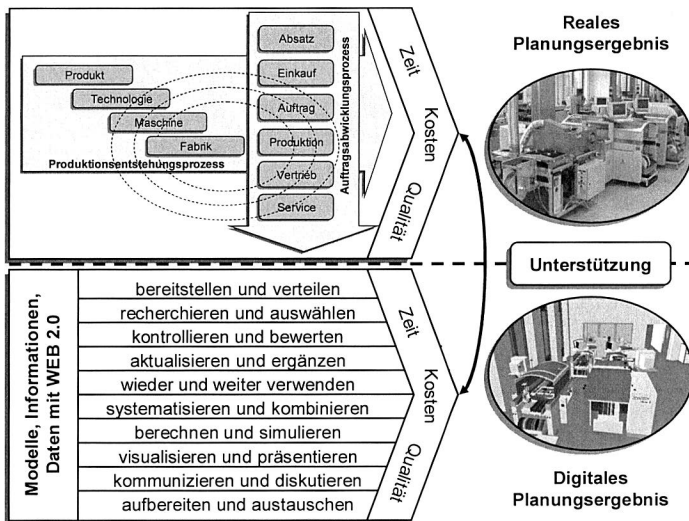 Absatz
Einkauf
Auftrag
Produktion
Vertrieb
Service
Auftragsabwicklungsprozess
Produkt
Technologie
Maschine
Fabrik
Produktionsentstehungsprozess
Zeit
Kosten
Qualität
Reales
Planungsergebnis
Unterstützung
Modelle, Informationen,
Daten mit WEB 2.0
bereitstellen und verteilen
recherchieren und auswählen
kontrollieren und bewerten
aktualisieren und ergänzen
wieder und weiter verwenden
systematisieren und kombinieren
berechnen und simulieren
visualisieren und präsentieren
kommunizieren und diskutieren
aufbereiten und austauschen
Zeit
Kosten
Qualität
Digitales
Planungsergebnis